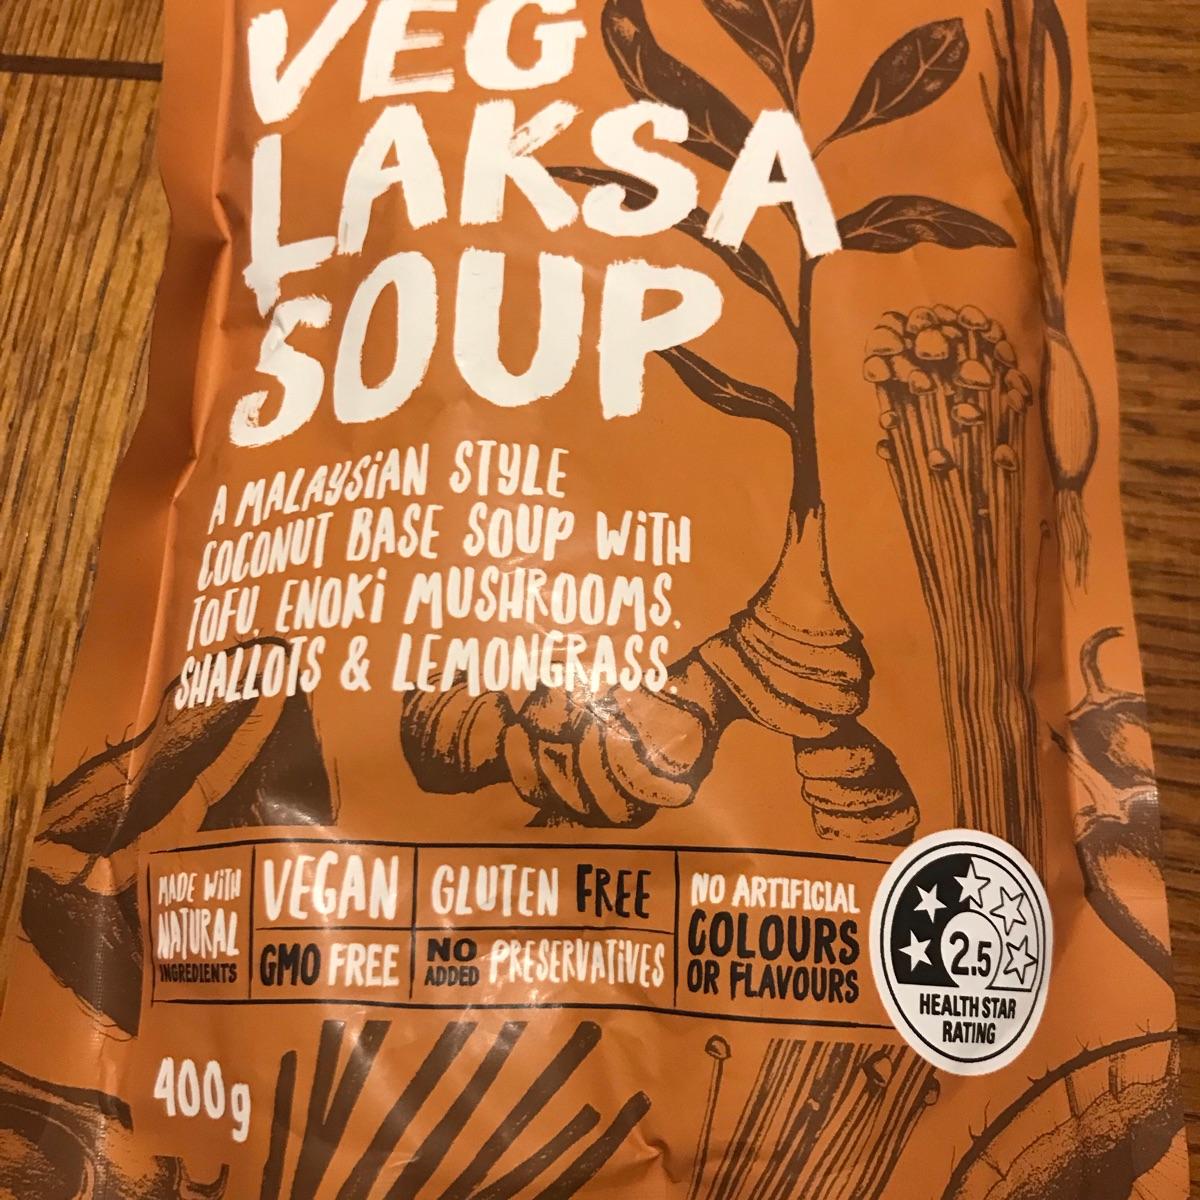 VEG
LAKSA
SOUP
A MALAYSiAN STYLE
COCONUT BASE SOUP WiTH
TOFU, ENOKi MUSHROOMS,
SHALLOTS & LEMONGRASS.
MADE WiTH
NATURAL
INGREDIENTS
VEGAN
GMO FREE
GLUTEN FREE
NO
ADDED
PRESERVATiVES
NO ARTIFICIAL
COLOURS
OR FLAVOURS
2.5
HEALTH STAR
RATING
400g